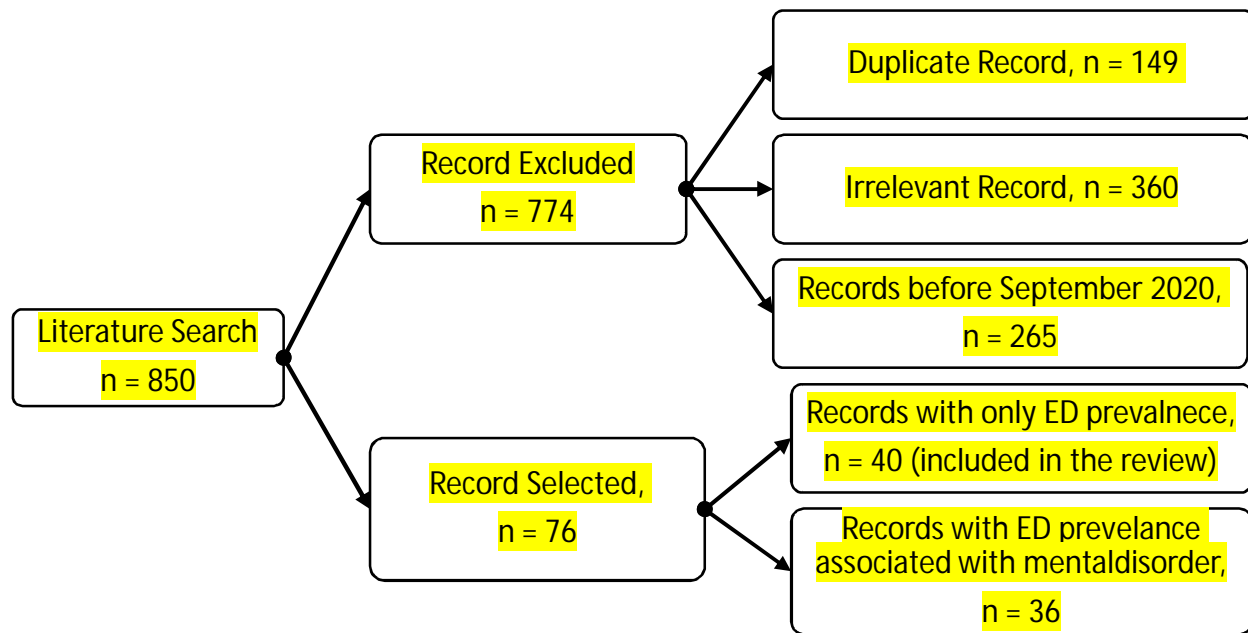 Literature Search
n = 850
Record Excluded
n = 774
Duplicate Record, n = 149
Irrelevant Record, n = 360
Records before September 2020,
n = 265
Record Selected,
n = 76
Records with only ED prevalnece,
n = 40 (included in the review)
Records with ED prevelance
associated with mentaldisorder,
n = 36